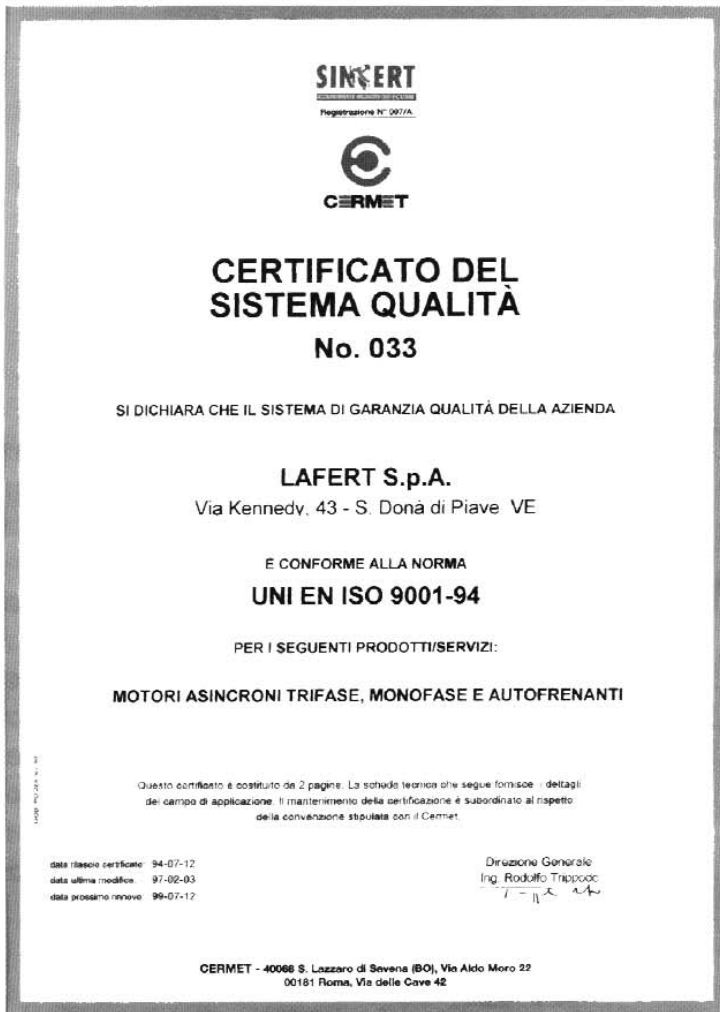 SINCERT
Registrazione N° 007/A
CERMET
CERTIFICATO DEL
SISTEMA QUALITÀ
No. 033
SI DICHIARA CHE IL SISTEMA DI GARANZIA QUALITÀ DELLA AZIENDA
LAFERT S.p.A.
Via Kennedy, 43 - S. Donà di Piave VE
È CONFORME ALLA NORMA
UNI EN ISO 9001-94
PER I SEGUENTI PRODOTTI/SERVIZI:
MOTORI ASINCRONI TRIFASE, MONOFASE E AUTOFRENANTI
Questo certificato è costituito da 2 pagine. La scheda tecnica che segue fornisce i dettagli
del campo di applicazione. Il mantenimento della certificazione è subordinato al rispetto
della convenzione stipulata con il Cermet.
data rilascio certificato: 94-07-12
data ultima modifica: 97-02-03
data prossimo rinnovo: 99-07-12
Direzione Generale
Ing. Rodolfo
CERMET - 40068 S. Lazzaro di Savena (BO), Via Aldo Moro 22
00181 Roma, Via delle Cave 42